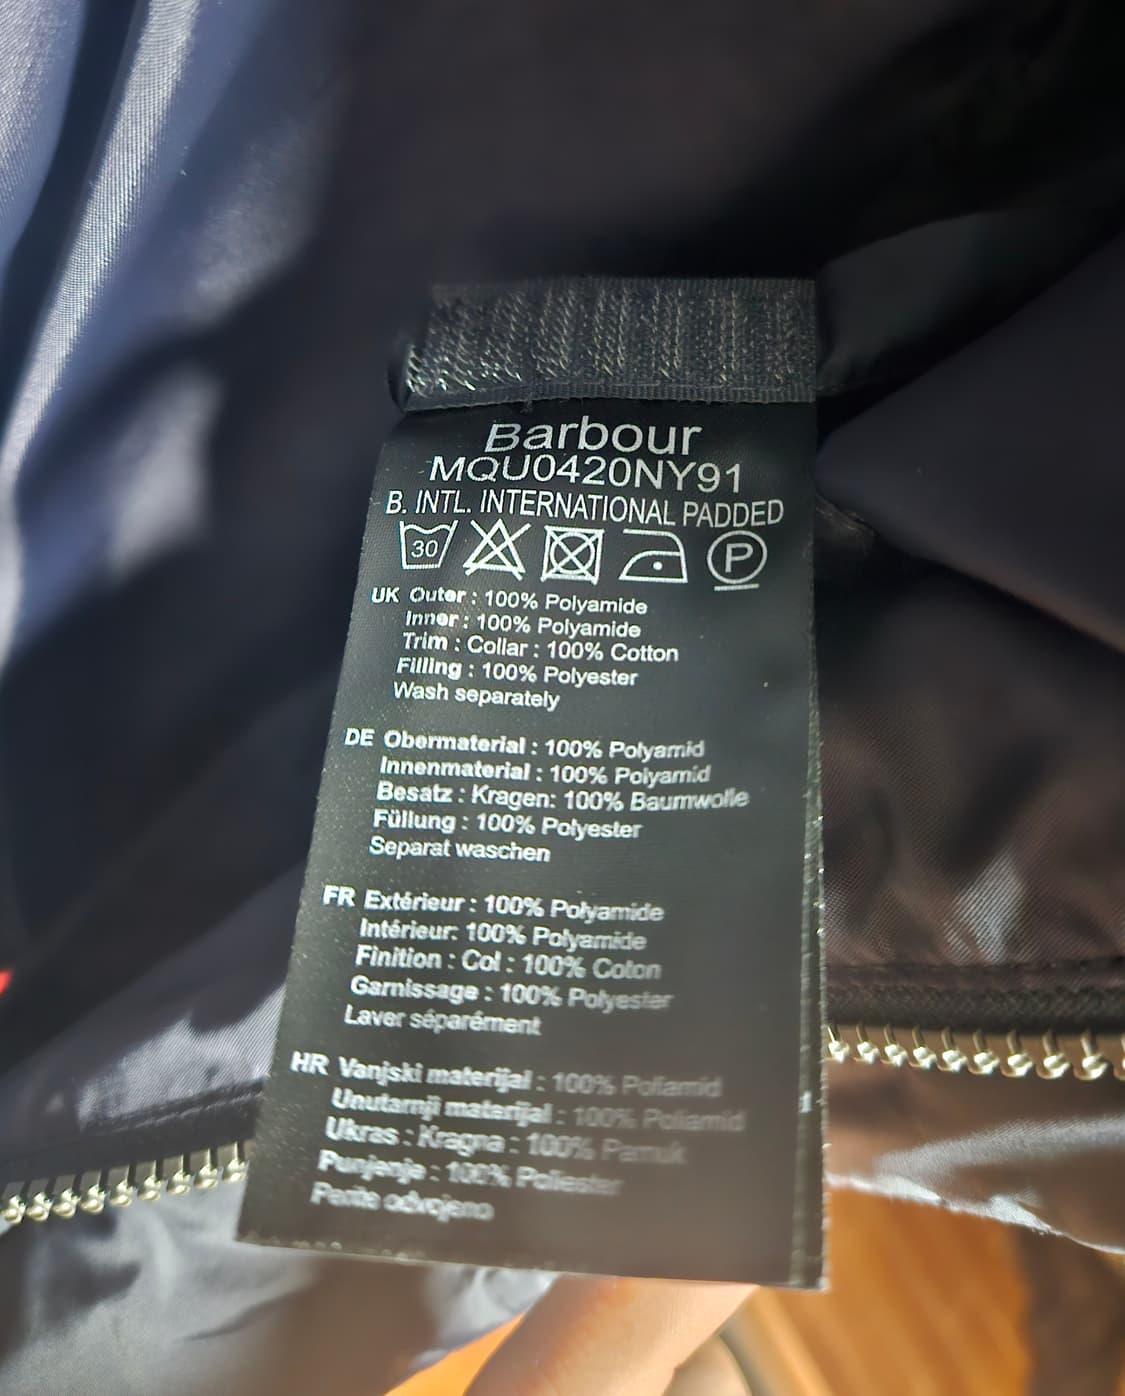 Barbour
MQU0420NY91
B. INTL. INTERNATIONAL PADDED
30
P
UK Outer : 100% Polyamide
Inner : 100% Polyamide
Trim : Collar : 100% Cotton
Filling : 100% Polyester
Wash separately
DE Obermaterial : 100% Polyamid
Innenmaterial : 100% Polyamid
Besatz : Kragen: 100% Baumwolle
Füllung : 100% Polyester
Separat waschen
FR Extérieur : 100% Polyamide
Intérieur: 100% Polyamide
Finition : Col : 100% Coton
Garnissage : 100% Polyester
Laver séparément
HR Vanjski materijal : 100% Poliamid
Unutarnji materijal : 100% Poliamid
Ukras : Kragna : 100% Pamuk
Punjenje : 100% Poliester
Perite odvojeno